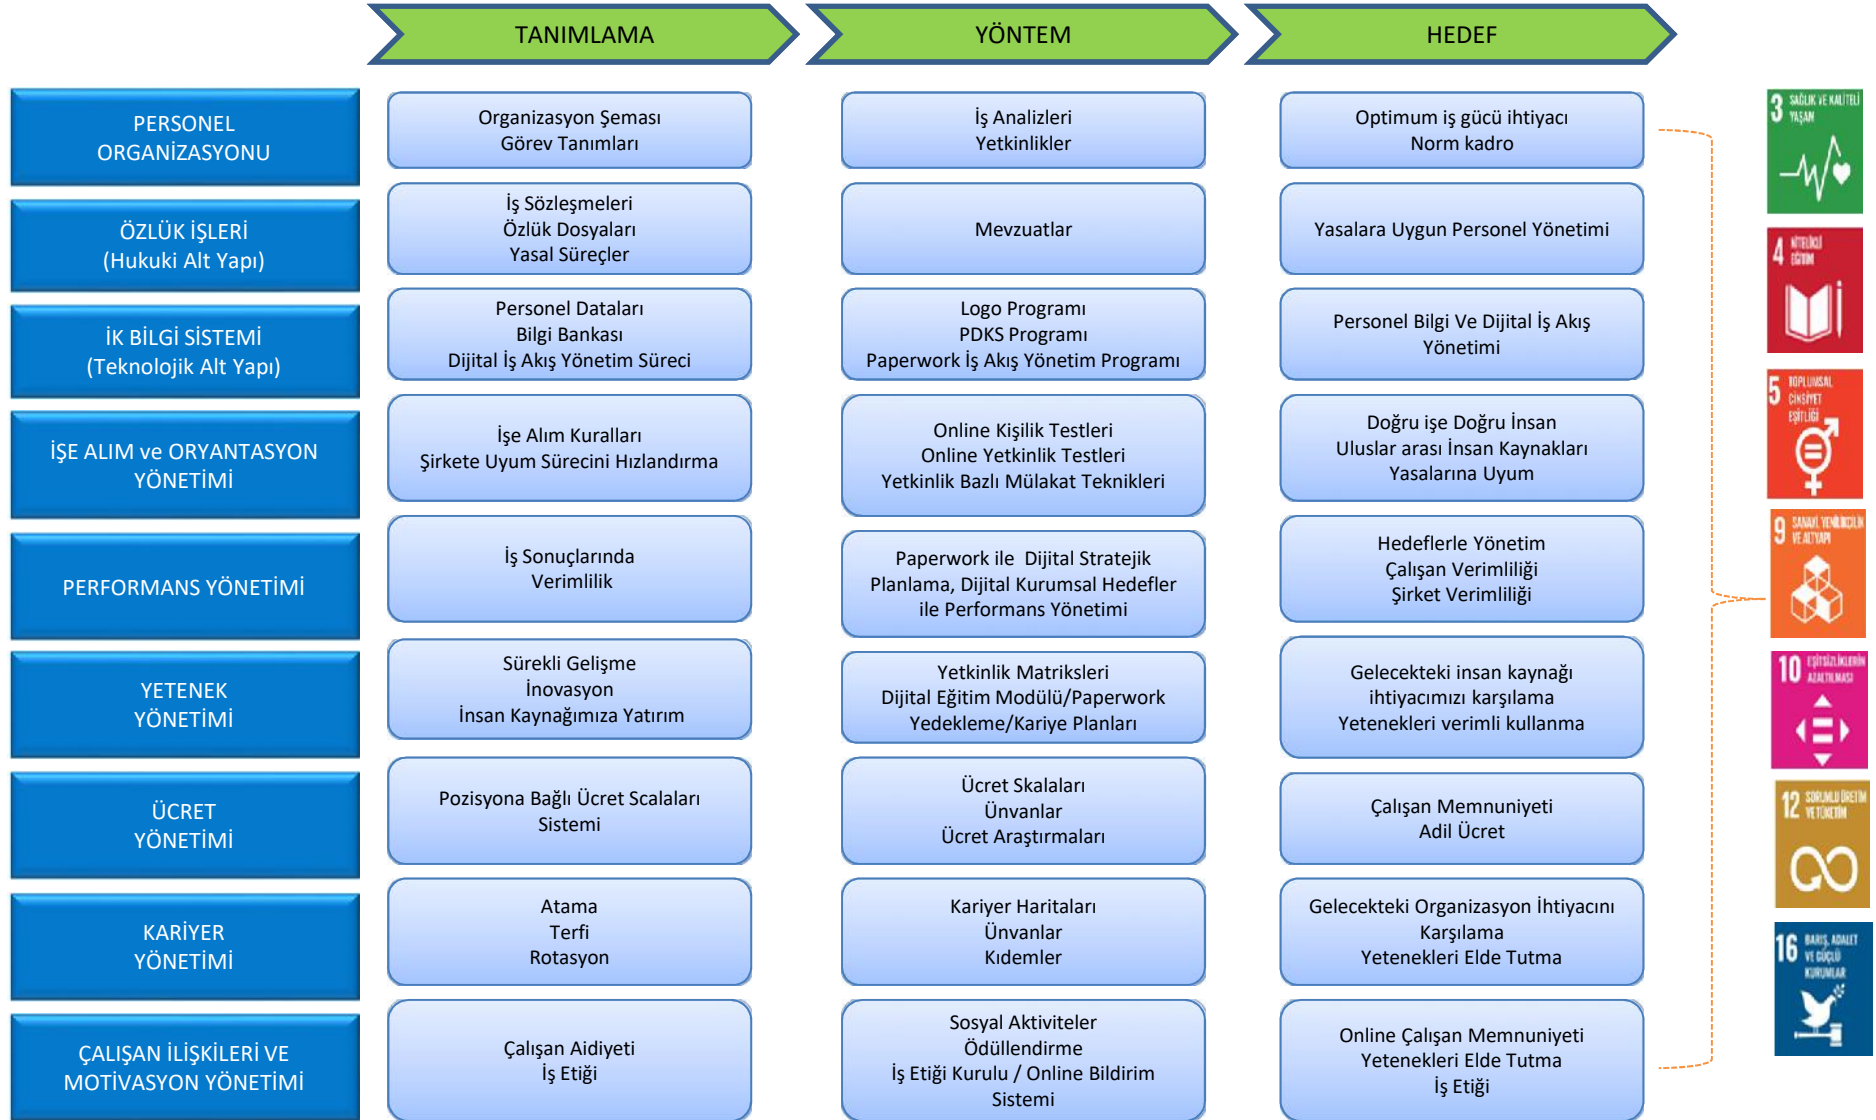 TANIMLAMA
YÖNTEM
HEDEF
PERSONEL
ORGANİZASYONU
Organizasyon Şeması
Görev Tanımları
İş Analizleri
Yetkinlikler
Optimum iş gücü ihtiyacı
Norm kadro
ÖZLÜK İŞLERİ
(Hukuki Alt Yapı)
İş Sözleşmeleri
Özlük Dosyaları
Yasal Süreçler
Mevzuatlar
Yasalara Uygun Personel Yönetimi
İK BİLGİ SİSTEMİ
(Teknolojik Alt Yapı)
Personel Dataları
Bilgi Bankası
Dijital İş Akış Yönetim Süreci
Logo Programı
PDKS Programı
Paperwork İş Akış Yönetim Programı
Personel Bilgi Ve Dijital İş Akış
Yönetimi
İŞE ALIM ve ORYANTASYON
YÖNETİMİ
İşe Alım Kuralları
Şirkete Uyum Sürecini Hızlandırma
Online Kişilik Testleri
Online Yetkinlik Testleri
Yetkinlik Bazlı Mülakat Teknikleri
Doğru işe Doğru İnsan
Uluslar arası İnsan Kaynakları
Yasalarına Uyum
PERFORMANS YÖNETİMİ
İş Sonuçlarında
Verimlilik
Paperwork ile Dijital Stratejik
Planlama, Dijital Kurumsal Hedefler
ile Performans Yönetimi
Hedeflerle Yönetim
Çalışan Verimliliği
Şirket Verimliliği
YETENEK
YÖNETİMİ
Sürekli Gelişme
İnovasyon
İnsan Kaynağımıza Yatırım
Yetkinlik Matriksleri
Dijital Eğitim Modülü/Paperwork
Yedekleme/Kariye Planları
Gelecekteki insan kaynağı
ihtiyacımızı karşılama
Yetenekleri verimli kullanma
ÜCRET
YÖNETİMİ
Pozisyona Bağlı Ücret Scalaları
Sistemi
Ücret Skalaları
Ünvanlar
Ücret Araştırmaları
Çalışan Memnuniyeti
Adil Ücret
KARİYER
YÖNETİMİ
Atama
Terfi
Rotasyon
Kariyer Haritaları
Ünvanlar
Kıdemler
Gelecekteki Organizasyon İhtiyacını
Karşılama
Yetenekleri Elde Tutma
ÇALIŞAN İLİŞKİLERİ VE
MOTİVASYON YÖNETİMİ
Çalışan Aidiyeti
İş Etiği
Sosyal Aktiviteler
Ödüllendirme
İş Etiği Kurulu / Online Bildirim
Sistemi
Online Çalışan Memnuniyeti
Yetenekleri Elde Tutma
İş Etiği
3 SAĞLIK VE KALİTELİ
YAŞAM
4 NİTELİKLİ
EĞİTİM
5 TOPLUMSAL
CİNSİYET
EŞİTLİĞİ
9 SANAYİ, YENİLİKÇİLİK
VE ALTYAPI
10 EŞİTSİZLİKLERİN
AZALTILMASI
12 SORUMLU ÜRETİM
VE TÜKETİM
16 BARIŞ, ADALET
VE GÜÇLÜ
KURUMLAR